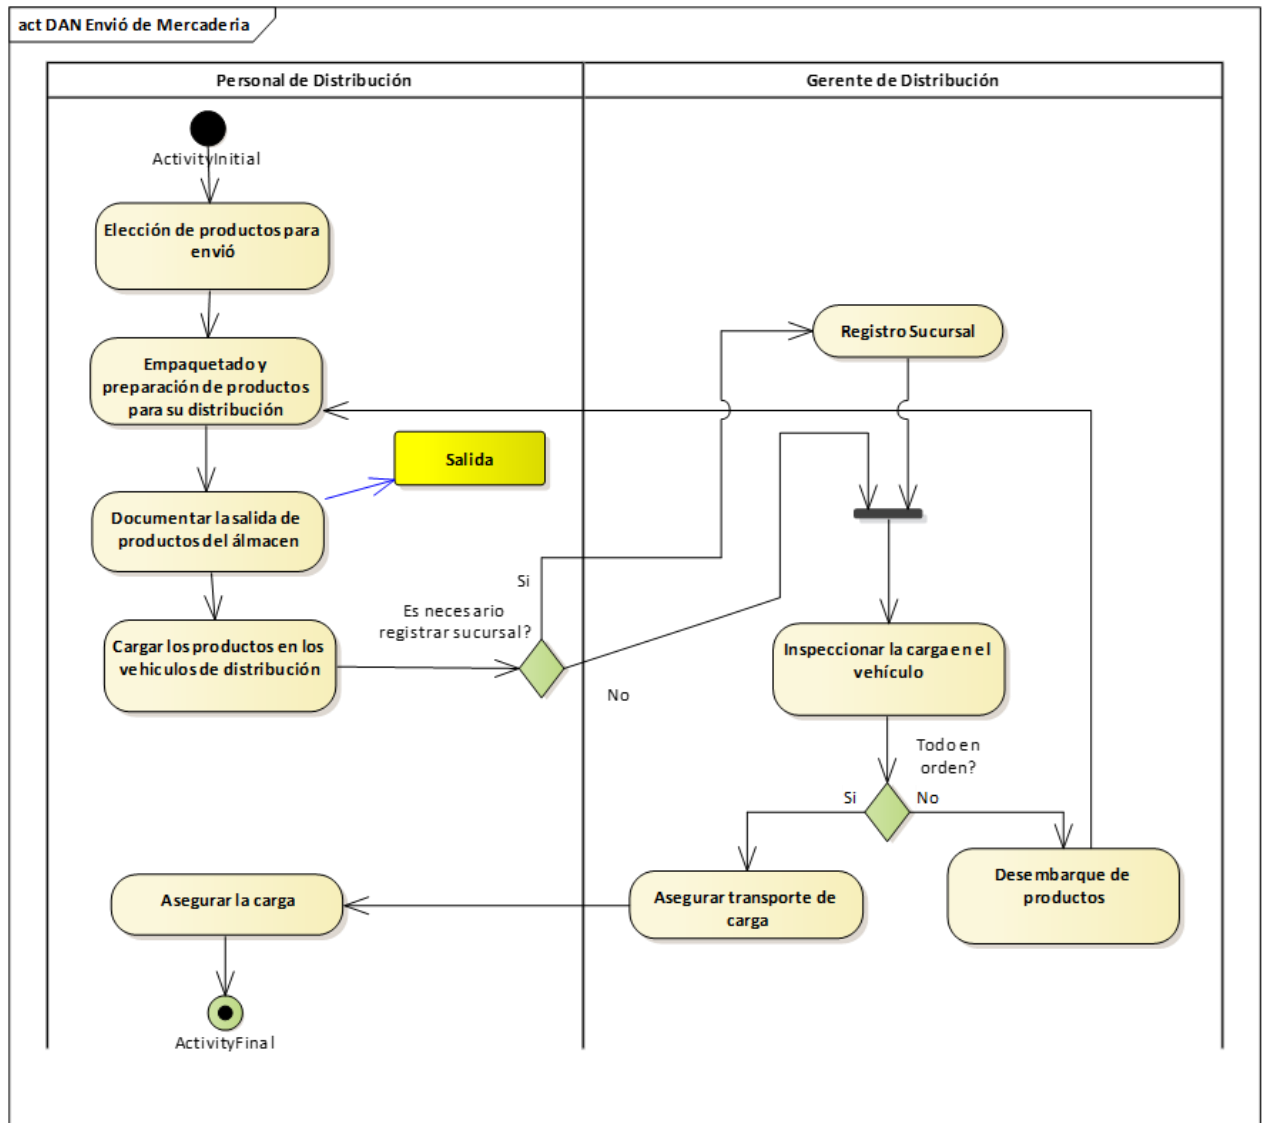 act DAN Envió de Mercaderia
Personal de Distribución
Gerente de Distribución
ActivityInitial
Elección de productos para
envió
Registro Sucursal
Empaquetado y
preparación de productos
para su distribución
Salida
Documentar la salida de
productos del álmacen
Si
Es necesario
registrar sucursal?
Cargar los productos en los
vehiculos de distribución
No
Inspeccionar la carga en el
vehículo
Todo en
orden?
Si
No
Asegurar la carga
Asegurar transporte de
carga
Desembarque de
productos
ActivityFinal